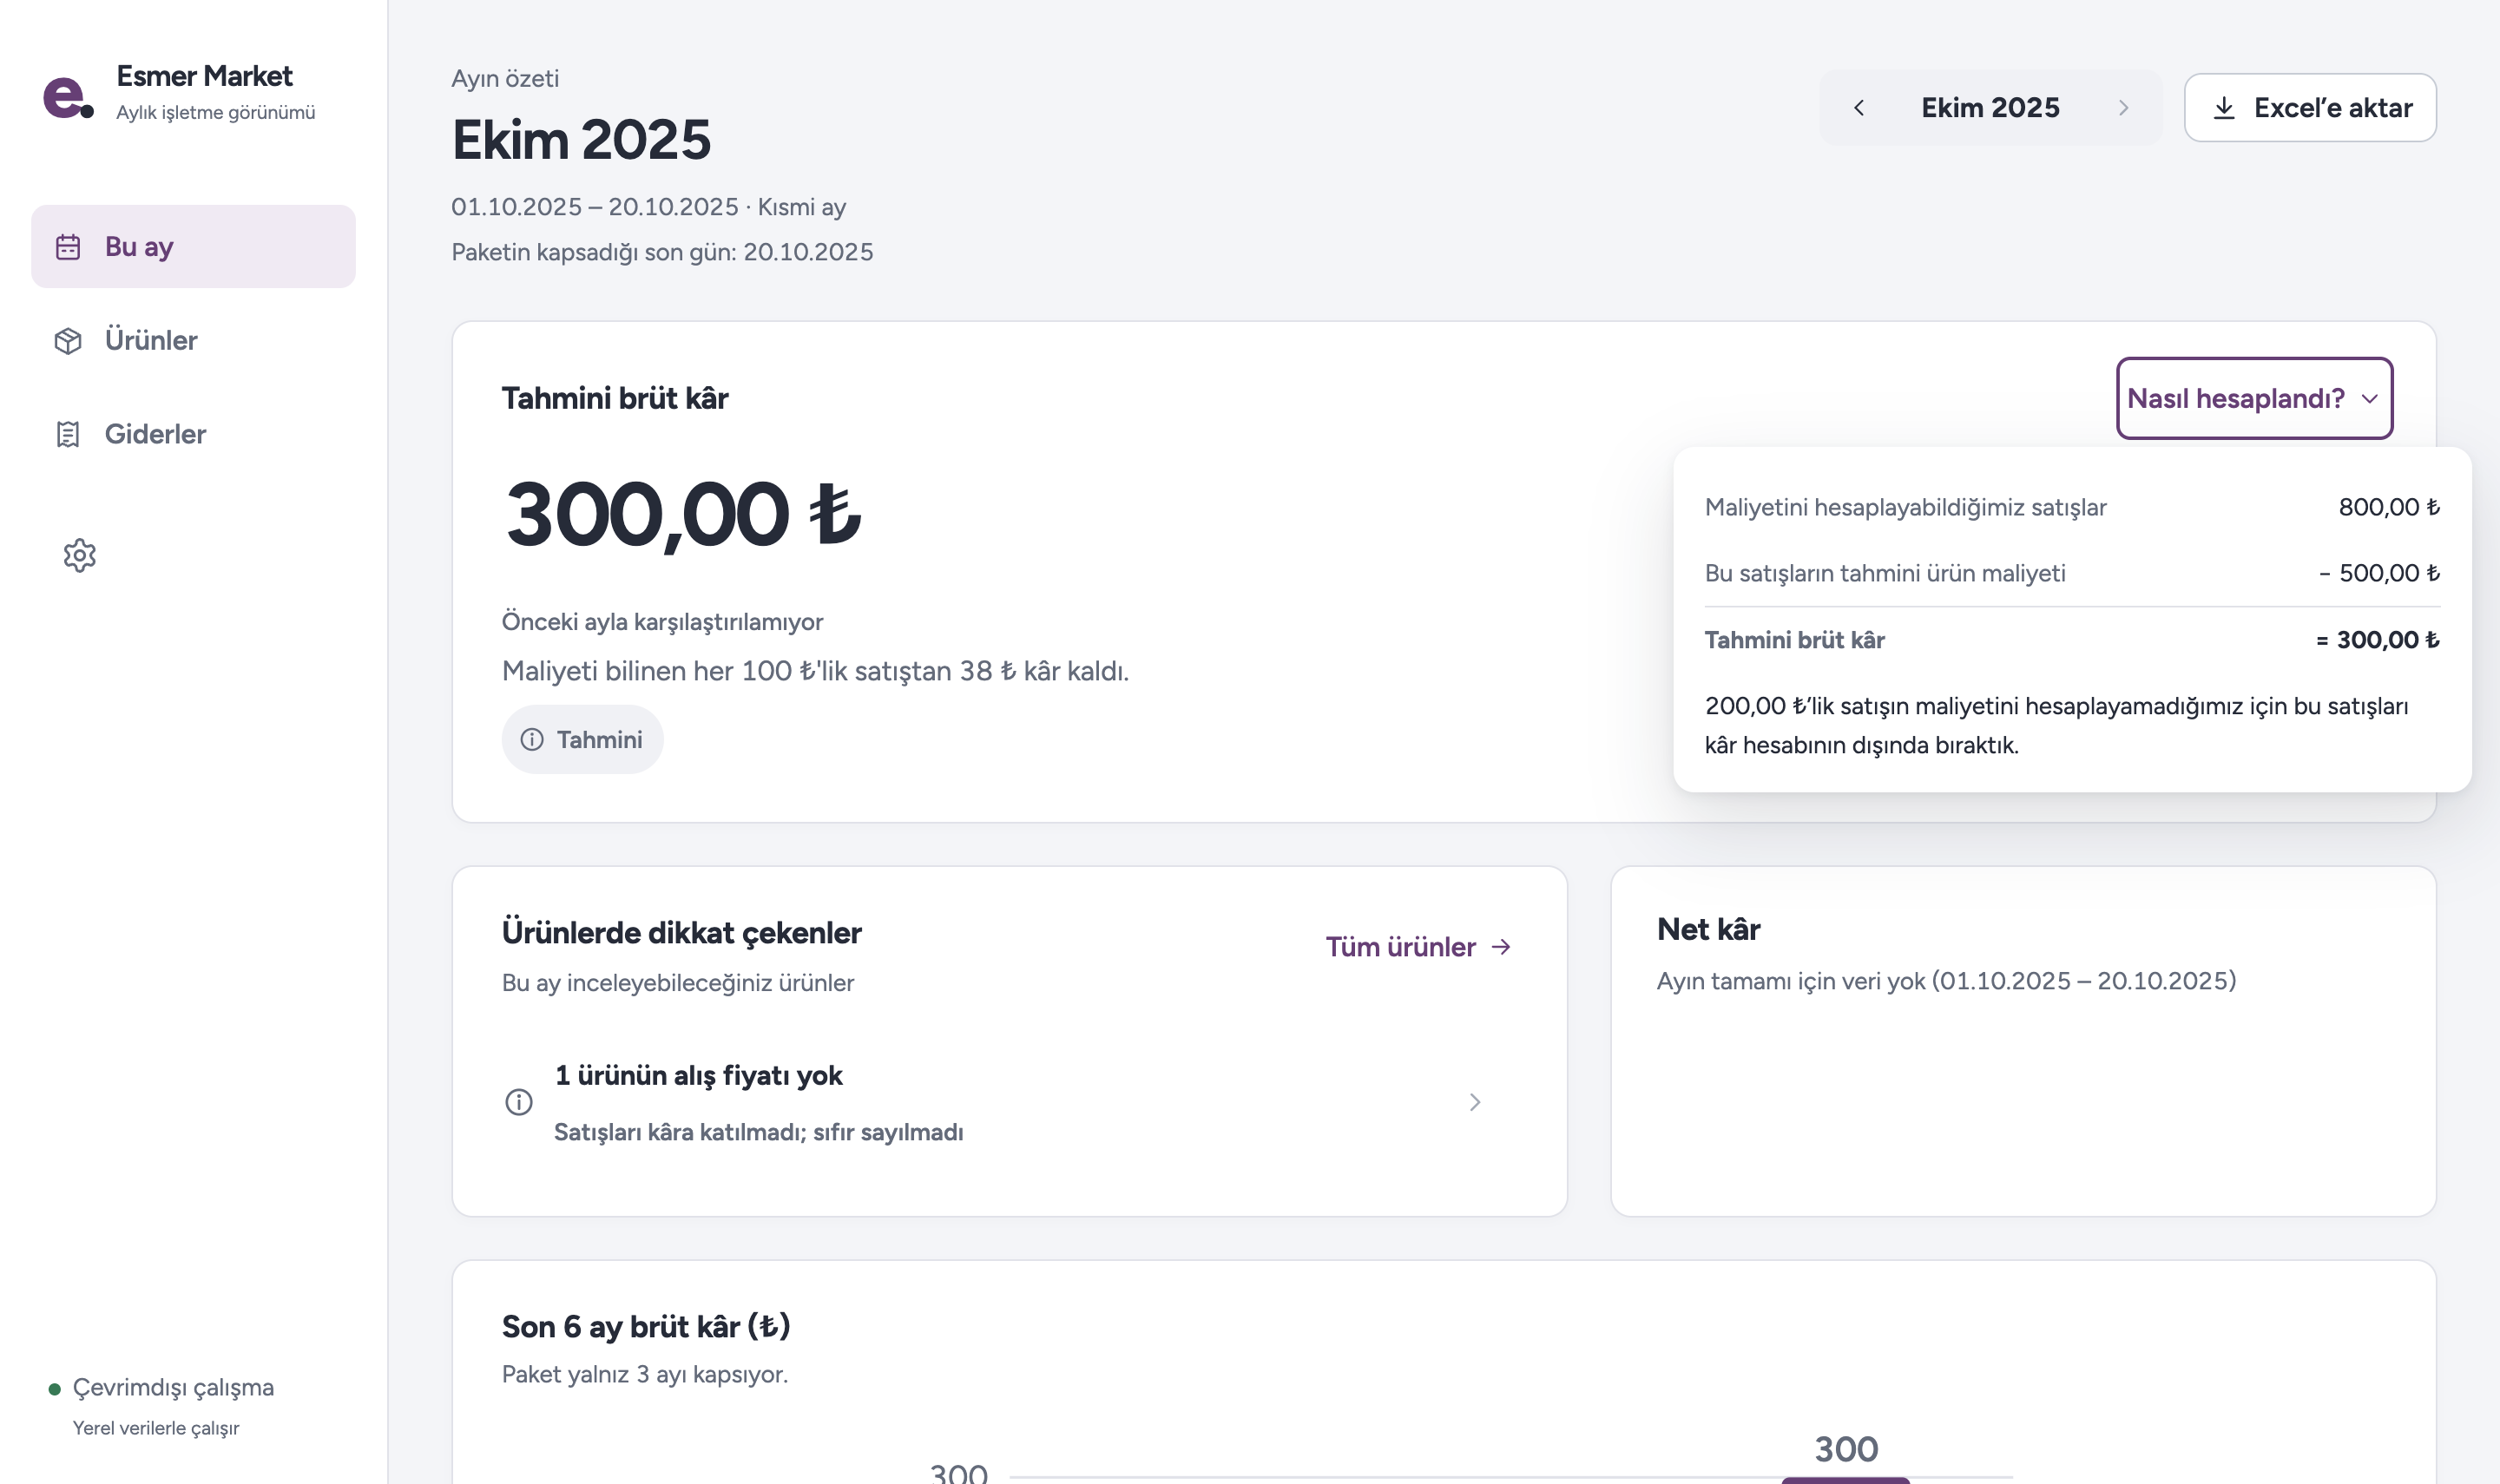 e.
Esmer Market
Aylık işletme görünümü
Bu ay
Ürünler
Giderler
Çevrimdışı çalışma
Yerel verilerle çalışır
Ayın özeti
Ekim 2025
01.10.2025 – 20.10.2025 · Kısmi ay
Paketin kapsadığı son gün: 20.10.2025
Ekim 2025
Excel’e aktar
Tahmini brüt kâr
Nasıl hesaplandı?
300,00 ₺
Önceki ayla karşılaştırılamıyor
Maliyeti bilinen her 100 ₺'lik satıştan 38 ₺ kâr kaldı.
Tahmini
Maliyetini hesaplayabildiğimiz satışlar 800,00 ₺
Bu satışların tahmini ürün maliyeti − 500,00 ₺
Tahmini brüt kâr = 300,00 ₺
200,00 ₺’lik satışın maliyetini hesaplayamadığımız için bu satışları
kâr hesabının dışında bıraktık.
Ürünlerde dikkat çekenler
Bu ay inceleyebileceğiniz ürünler
Tüm ürünler →
1 ürünün alış fiyatı yok
Satışları kâra katılmadı; sıfır sayılmadı
Net kâr
Ayın tamamı için veri yok (01.10.2025 – 20.10.2025)
Son 6 ay brüt kâr (₺)
Paket yalnız 3 ayı kapsıyor.
300
300